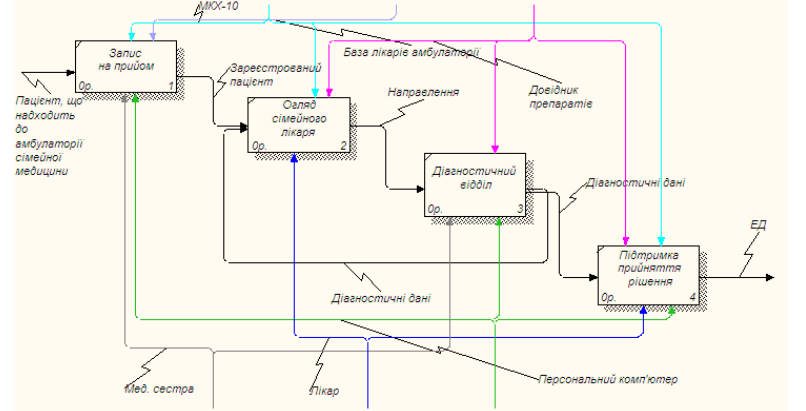 МКХ-10
Запис
на прийом
0р.
1
База лікарів амбулаторії
Зареєстрований
пацієнт
Довідник
препаратів
Направлення
Пацієнт, що
надходить
до
амбулаторії
сімейної
медицини
Огляд
сімейного
лікаря
0р.
2
Діагностичний
відділ
0р.
3
Діагностичні дані
ЕД
Підтримка
прийняття
рішення
0р.
4
Діагностичні дані
Мед. сестра
Лікар
Персональний комп'ютер